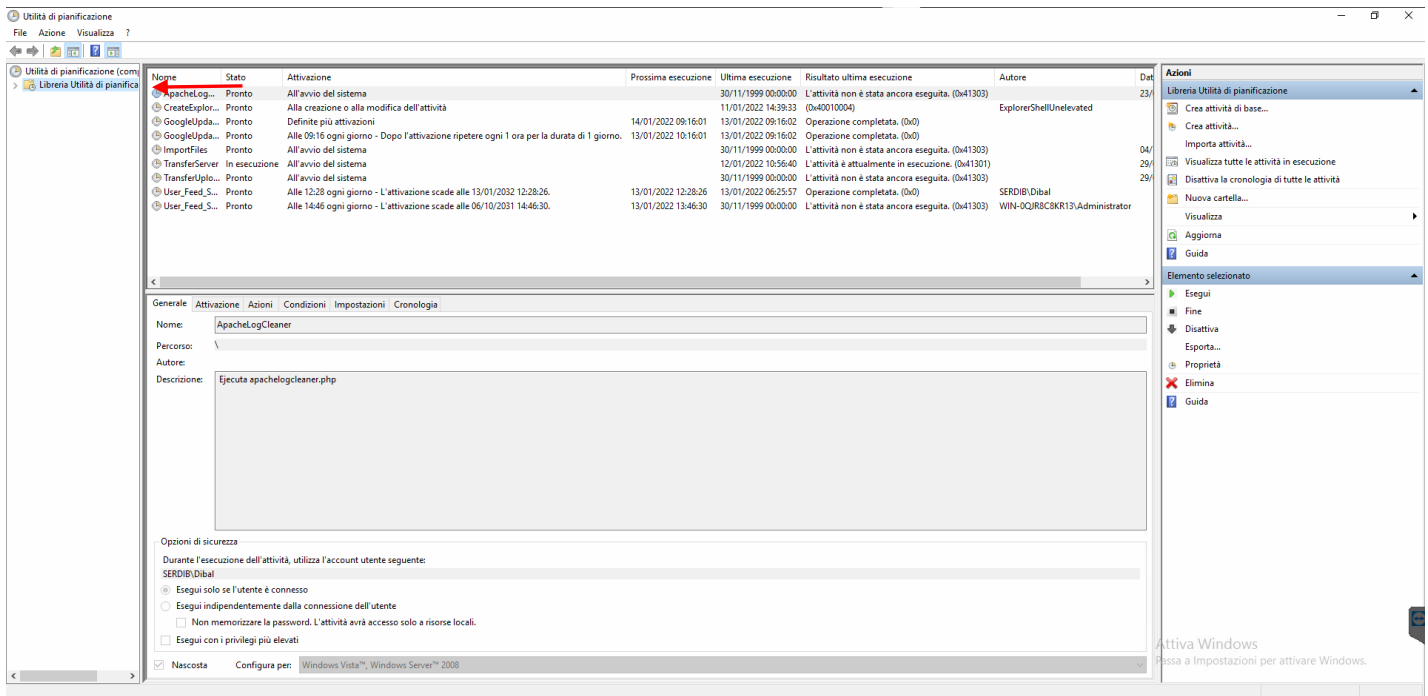 Utilità di pianificazione
File Azione Visualizza ?
Utilità di pianificazione (com
Libreria Utilità di pianifica
Nome Stato Attivazione Prossima esecuzione Ultima esecuzione Risultato ultima esecuzione Autore Dat
ApacheLog... Pronto All'avvio del sistema 30/11/1999 00:00:00 L'attività non è stata ancora eseguita. (0x41303) 23/
CreateExplor... Pronto Alla creazione o alla modifica dell'attività 11/01/2022 14:39:33 (0x40010004) ExplorerShellUnelevated
GoogleUpda... Pronto Definite più attivazioni 14/01/2022 09:16:01 13/01/2022 09:16:02 Operazione completata. (0x0)
GoogleUpda... Pronto Alle 09:16 ogni giorno - Dopo l'attivazione ripetere ogni 1 ora per la durata di 1 giorno. 13/01/2022 10:16:01 13/01/2022 09:16:02 Operazione completata. (0x0)
ImportFiles Pronto All'avvio del sistema 30/11/1999 00:00:00 L'attività non è stata ancora eseguita. (0x41303) 04/
TransferServer In esecuzione All'avvio del sistema 12/01/2022 10:56:40 L'attività è attualmente in esecuzione. (0x41301) 29/
TransferUplo... Pronto All'avvio del sistema 30/11/1999 00:00:00 L'attività non è stata ancora eseguita. (0x41303) 29/
User_Feed_S... Pronto Alle 12:28 ogni giorno - L'attivazione scade alle 13/01/2032 12:28:26. 13/01/2022 12:28:26 13/01/2022 06:25:57 Operazione completata. (0x0) SERDIB\Dibal
User_Feed_S... Pronto Alle 14:46 ogni giorno - L'attivazione scade alle 06/10/2031 14:46:30. 13/01/2022 13:46:30 30/11/1999 00:00:00 L'attività non è stata ancora eseguita. (0x41303) WIN-0QJR8C8KR13\Administrator
Generale Attivazione Azioni Condizioni Impostazioni Cronologia
Nome: ApacheLogCleaner
Percorso: \
Autore:
Descrizione: Ejecuta apachelogcleaner.php
Opzioni di sicurezza
Durante l'esecuzione dell'attività, utilizza l'account utente seguente:
SERDIB\Dibal
Esegui solo se l'utente è connesso
Esegui indipendentemente dalla connessione dell'utente
Non memorizzare la password. L'attività avrà accesso solo a risorse locali.
Esegui con i privilegi più elevati
Nascosta Configura per: Windows Vista™, Windows Server™ 2008
Azioni
Libreria Utilità di pianificazione
Crea attività di base...
Crea attività...
Importa attività...
Visualizza tutte le attività in esecuzione
Disattiva la cronologia di tutte le attività
Nuova cartella...
Visualizza
Aggiorna
Guida
Elemento selezionato
Esegui
Fine
Disattiva
Esporta...
Proprietà
Elimina
Guida
Attiva Windows
Passa a Impostazioni per attivare Windows.